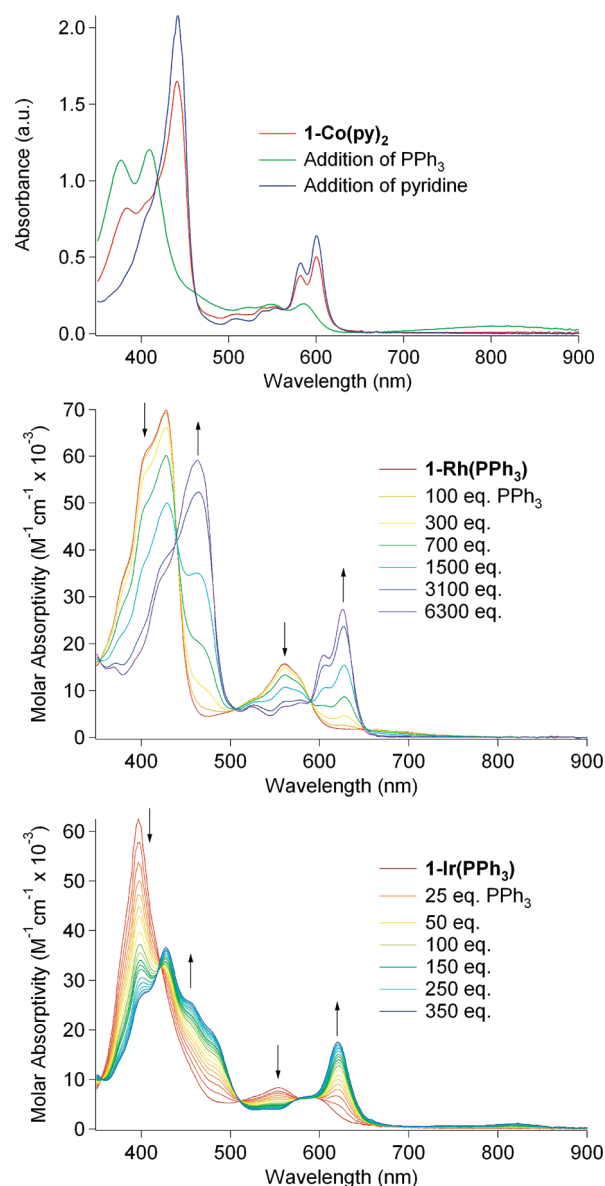 2.0
1.5
1.0
0.5
0.0
Absorbance (a.u.)
1-Co(py)2
Addition of PPh3
Addition of pyridine
400 500 600 700 800 900
Wavelength (nm)
70
60
50
40
30
20
10
0
Molar Absorptivity (M-1cm-1 x 10-3)
1-Rh(PPh3)
100 eq. PPh3
300 eq.
700 eq.
1500 eq.
3100 eq.
6300 eq.
400 500 600 700 800 900
Wavelength (nm)
60
50
40
30
20
10
0
Molar Absorptivity (M-1cm-1 x 10-3)
1-Ir(PPh3)
25 eq. PPh3
50 eq.
100 eq.
150 eq.
250 eq.
350 eq.
400 500 600 700 800 900
Wavelength (nm)